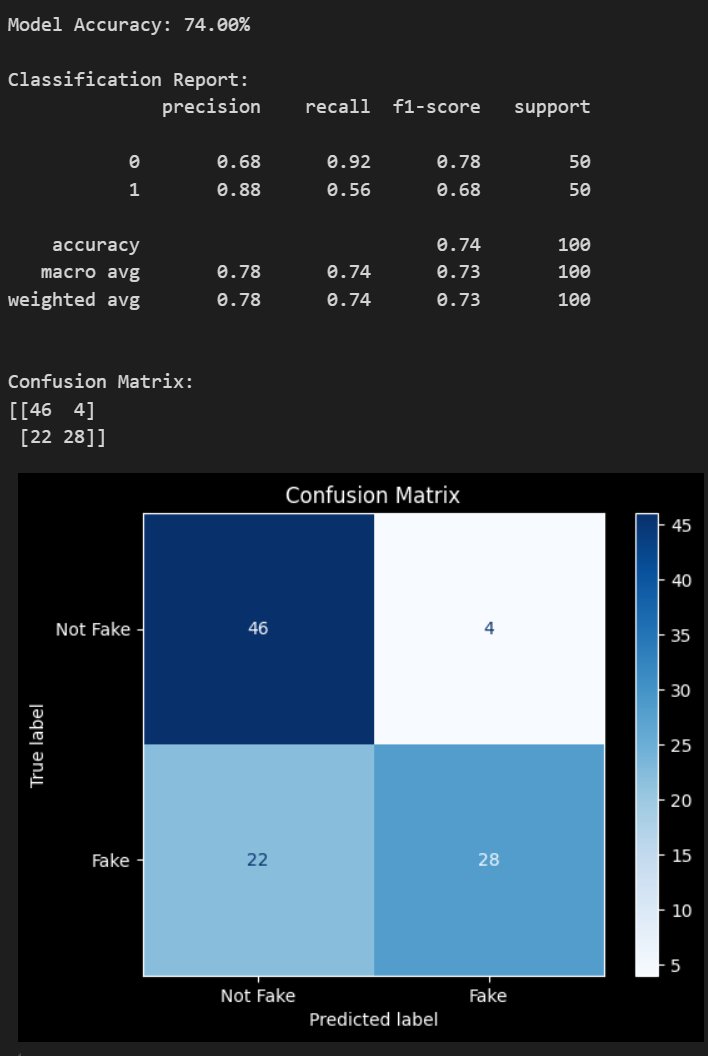 Model Accuracy: 74.00%
Classification Report:
precision recall f1-score support
0 0.68 0.92 0.78 50
1 0.88 0.56 0.68 50
accuracy 0.74 100
macro avg 0.78 0.74 0.73 100
weighted avg 0.78 0.74 0.73 100
Confusion Matrix:
[[46 4]
[22 28]]
Confusion Matrix
45
40
35
30
25
20
15
10
5
True label
Not Fake
46 4
Fake
22 28
Not Fake Fake
Predicted label